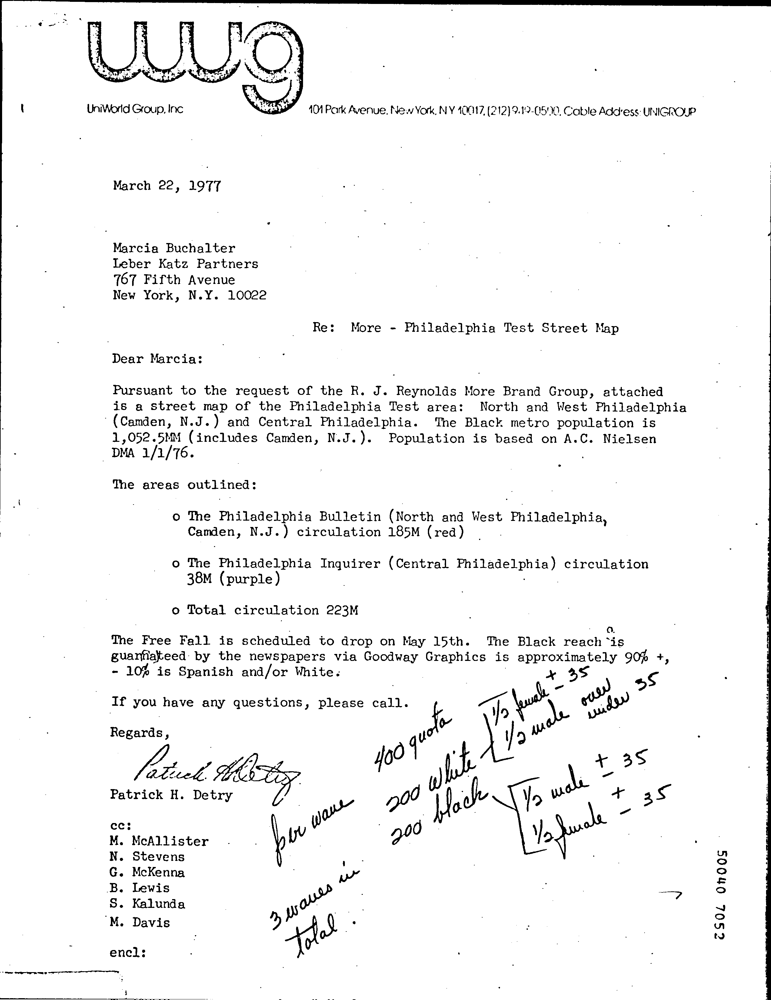 wwg
UniWorld Group, Inc
101 Park Avenue, New York, NY 10017, (212) Cable Address: UNIGROUP
March 22, 1977
Marcia Buchalter
Leber Katz Partners
767 Fifth Avenue
New York, N.Y. 10022
Re: More - Philadelphia Test Street Map
Dear Marcia:
Pursuant to the request of the R. J. Reynolds More Brand Group, attached
is a street map of the Philadelphia Test area: North and West Philadelphia
(Camden, N.J.) and Central Philadelphia. The Black metro population is
1,052.5MM (includes Camden, N.J.). Population is based on A.C. Nielsen
DMA 1/1/76.
The areas outlined:
o The Philadelphia Bulletin (North and West Philadelphia,
Camden, N.J.) circulation 185M (red)
o The Philadelphia Inquirer (Central Philadelphia) circulation
38M (purple)
o Total circulation 223M
The Free Fall is scheduled to drop on May 15th. The Black reach is
guaranteed by the newspapers via Goodway Graphics is approximately 90% +,
- 10% is Spanish and/or White.
If you have any questions, please call.
Regards,
Patrick H. Detry
Patrick H. Detry
cc:
M. McAllister
N. Stevens
G. McKenna
B. Lewis
S. Kalunda
M. Davis
encl:
400 quota
200 white
1/2 female ± 35
1/2 male over under 35
200 black
1/2 male ± 35
1/2 female ± 35
per wave
3 waves in
total.
50040 7052